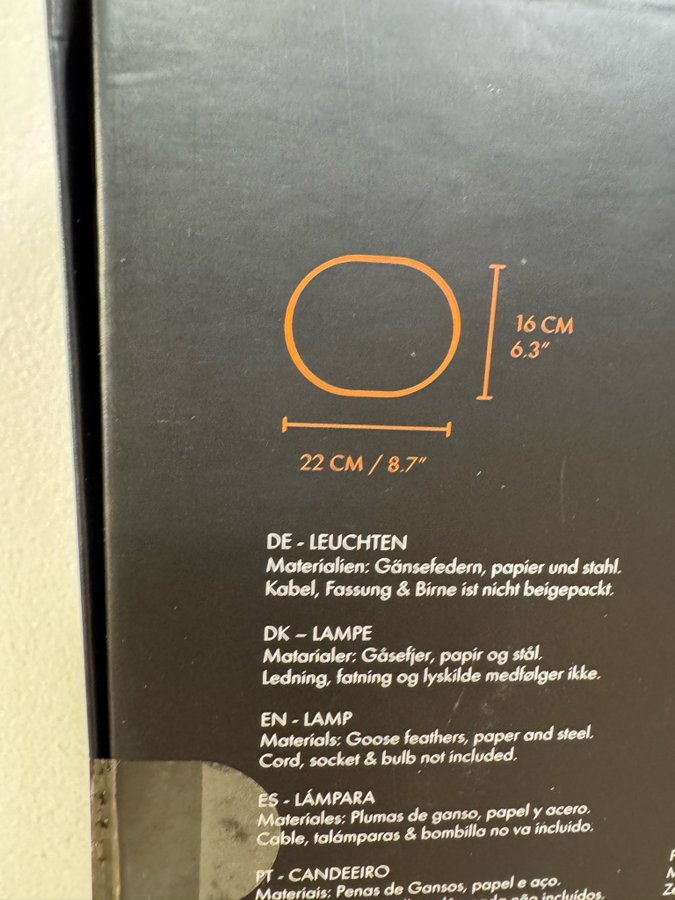 16 CM
6.3"
22 CM / 8.7"
DE - LEUCHTEN
Materialien: Gänsefedern, papier und stahl.
Kabel, Fassung & Birne ist nicht beigepackt.
DK – LAMPE
Matarialer: Gåsefjer, papir og stål.
Ledning, fatning og lyskilde medfølger ikke.
EN - LAMP
Materials: Goose feathers, paper and steel.
Cord, socket & bulb not included.
ES - LÁMPARA
Materiales: Plumas de ganso, papel y acero.
Cable, talámparas & bombilla no va incluido.
PT - CANDEEIRO
Materiais: Penas de Gansos, papel e aço.
não incluídos.